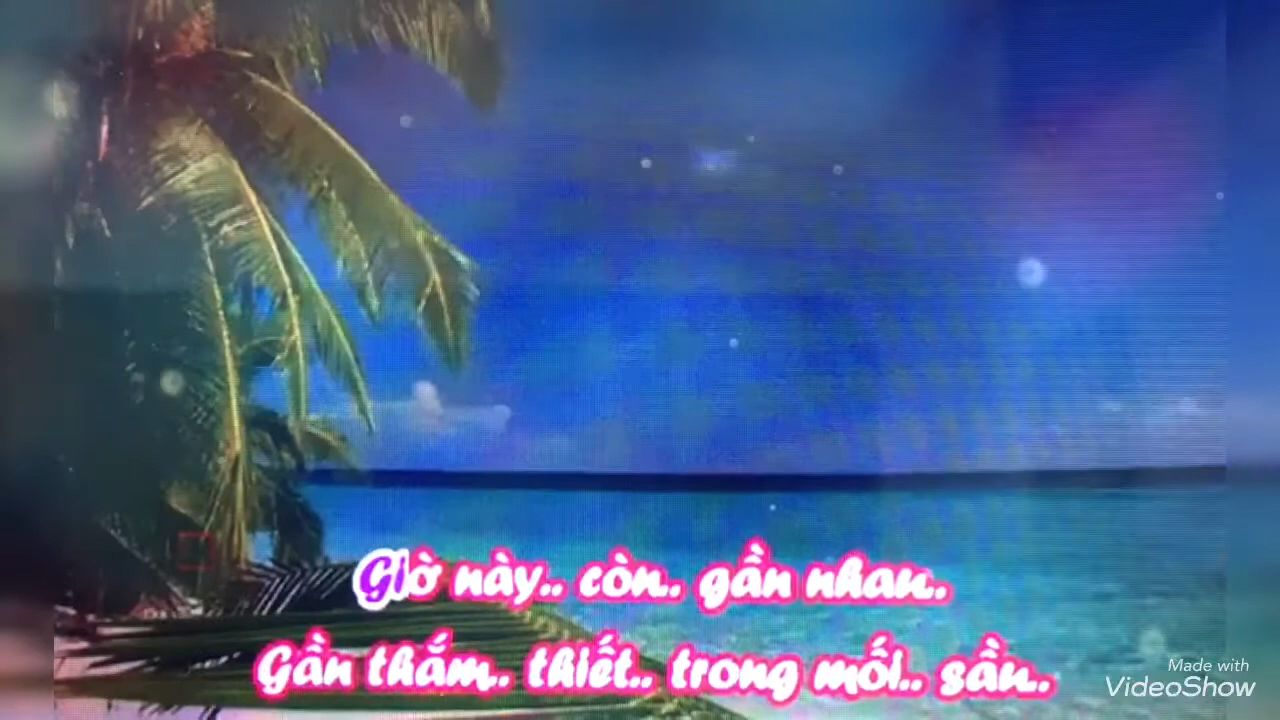 Giờ này.. còn.. gần nhau..
Gần thắm.. thiết.. trong mối.. sầu..
Made with
VideoShow